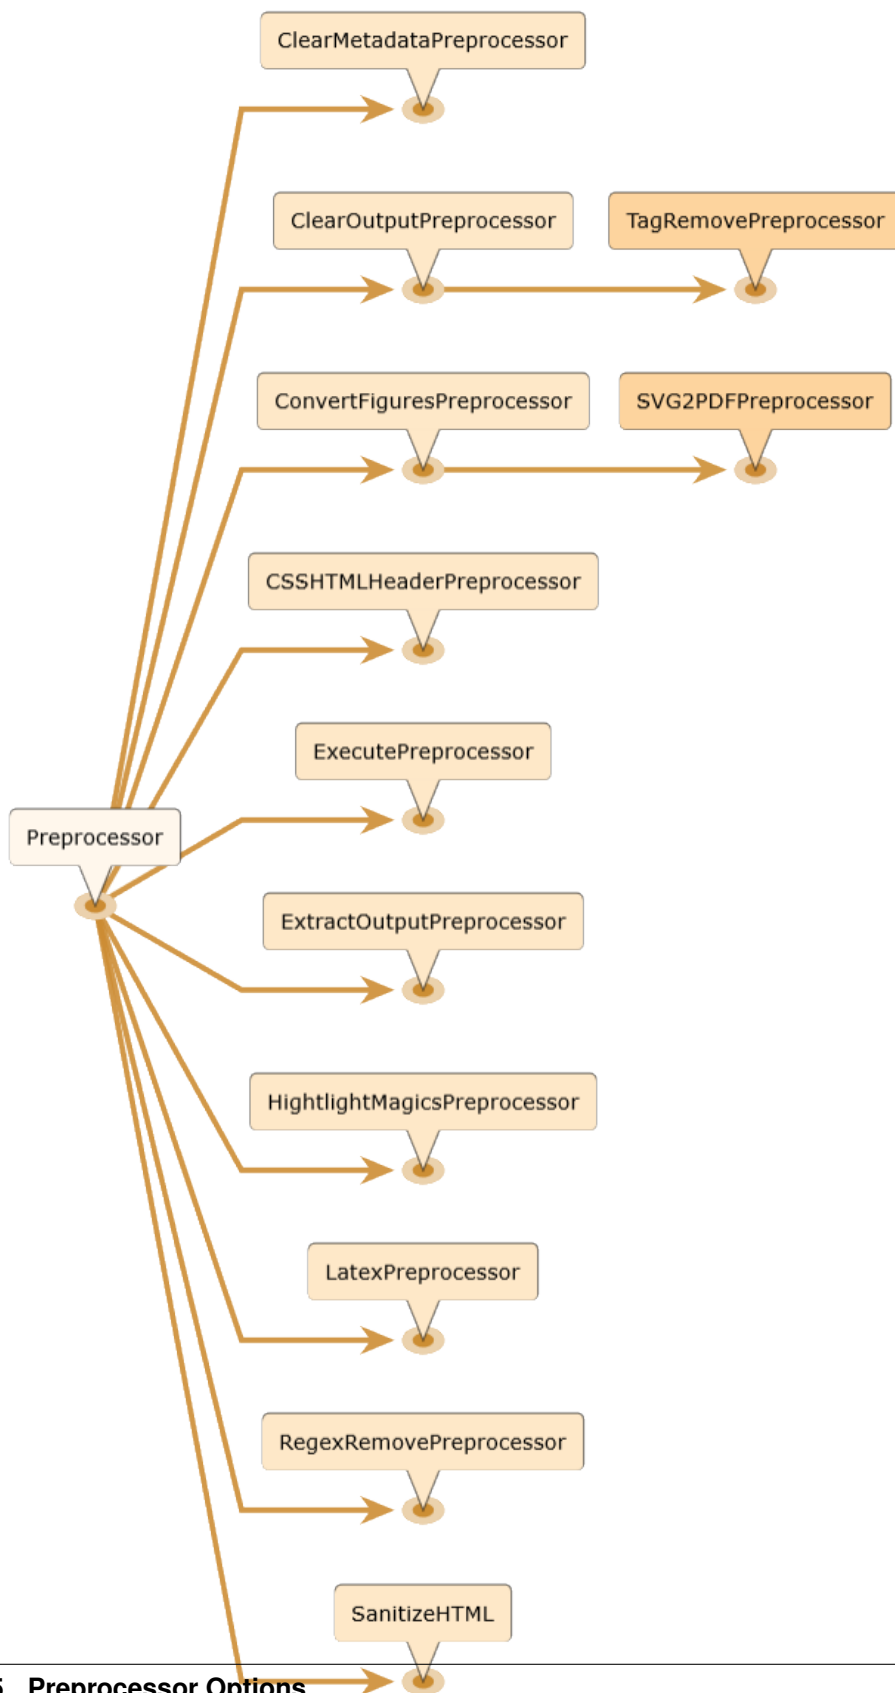 ClearMetadataPreprocessor
ClearOutputPreprocessor
TagRemovePreprocessor
ConvertFiguresPreprocessor
SVG2PDFPreprocessor
CSSHTMLHeaderPreprocessor
ExecutePreprocessor
Preprocessor
ExtractOutputPreprocessor
HightlightMagicsPreprocessor
LatexPreprocessor
RegexRemovePreprocessor
SanitizeHTML
Preprocessor Options